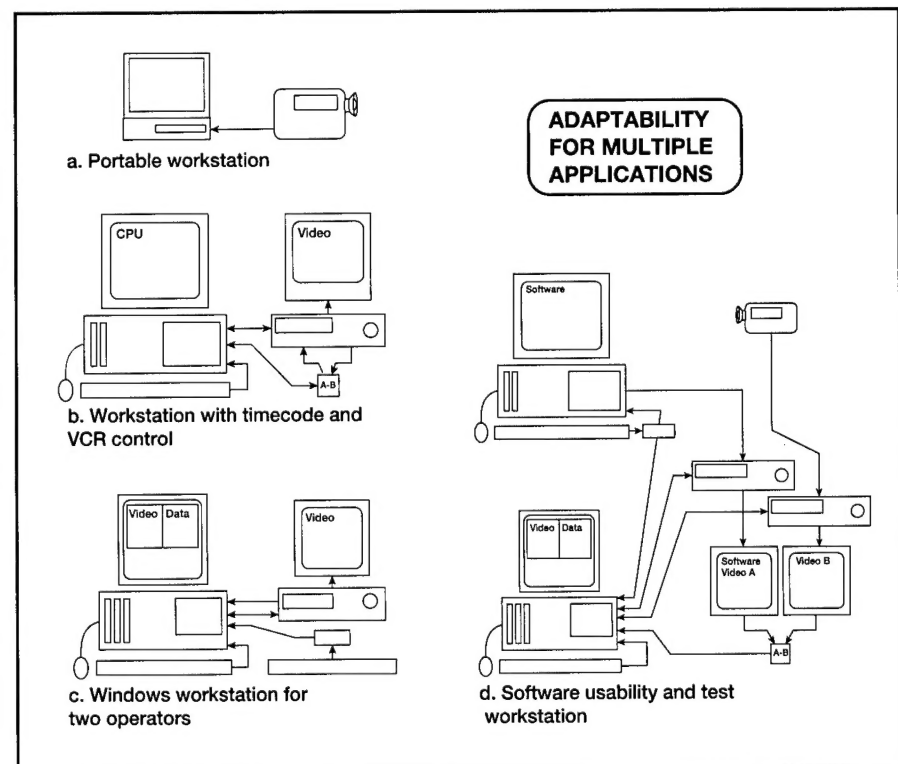 ADAPTABILITY
FOR MULTIPLE
APPLICATIONS
a. Portable workstation
CPU
Video
A-B
b. Workstation with timecode and
VCR control
Video
Data
Video
c. Windows workstation for
two operators
Software
Video
Data
Software
Video A
Video B
A-B
d. Software usability and test
workstation